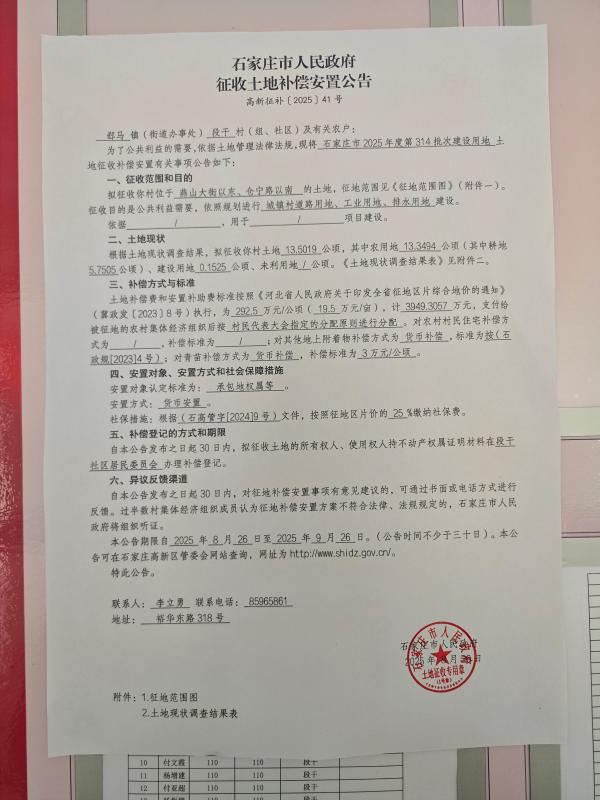 石家庄市人民政府
征收土地补偿安置公告
高新征补〔2025〕41号
郄马 镇（街道办事处）段干 村（组、社区）及有关农户：
为了公共利益的需要,依据土地管理法律法规,现将 石家庄市2025年度第314批次建设用地 土
地征收补偿安置有关事项公告如下：
一、征收范围和目的
拟征收你村位于 燕山大街以东、仓宁路以南 的土地，征地范围见《征地范围图》（附件一）。
征收目的是公共利益需要，依照规划进行 城镇村道路用地、工业用地、排水用地 建设。
依据 / ，用于 / 项目建设。
二、土地现状
根据土地现状调查结果，拟征收你村土地 13.5019 公顷，其中农用地 13.3494 公顷（其中耕地
5.7505 公顷）、建设用地 0.1525 公顷、未利用地 / 公顷。《土地现状调查结果表》见附件二。
三、补偿方式与标准
土地补偿费和安置补助费标准按照《河北省人民政府关于印发全省征地区片综合地价的通知》
（冀政发〔2023〕8号）执行，为 292.5 万元/公顷（ 19.5 万元/亩），计 3949.3057 万元，支付给
被征地的农村集体经济组织后按 村民代表大会指定的分配原则进行分配 。对农村村民住宅补偿方
式为 / ，补偿标准为 / ；对其他地上附着物补偿方式为 货币补偿 ,标准为 按(石
政规[2023]4号) ；对青苗补偿方式为 货币补偿 ，补偿标准为 3万元/公顷 。
四、安置对象、安置方式和社会保障措施
安置对象认定标准为： 承包地权属等 。
安置方式： 货币安置 。
社保措施：根据 (石高管字[2024]9号) 文件，按照征地区片价的 25 %缴纳社保费。
五、补偿登记的方式和期限
自本公告发布之日起30日内，拟征收土地的所有权人、使用权人持不动产权属证明材料在 段干
社区居民委员会 办理补偿登记。
六、异议反馈渠道
自本公告发布之日起30日内，对征地补偿安置事项有意见建议的，可通过书面或电话方式进行
反馈。过半数村集体经济组织成员认为征地补偿安置方案不符合法律、法规规定的，石家庄市人民
政府将组织听证。
本公告期限自 2025 年 8 月 26 日至 2025 年 9 月 26 日。（公告时间不少于三十日）。本公
告可在石家庄高新区管委会网站查询，网址为 http://www.shidz.gov.cn/。
特此公告。
联系人： 李立勇 联系电话： 85965861
地址： 裕华东路318号
石家庄市人民政府
2025年 月26日
石家庄市人民政府
土地征收专用章
附件：1.征地范围图
2.土地现状调查结果表
10 付文霞 110 110 段干
11 杨增建 110 110 段干
12 付亚超 110 110 段干
110 110 段干